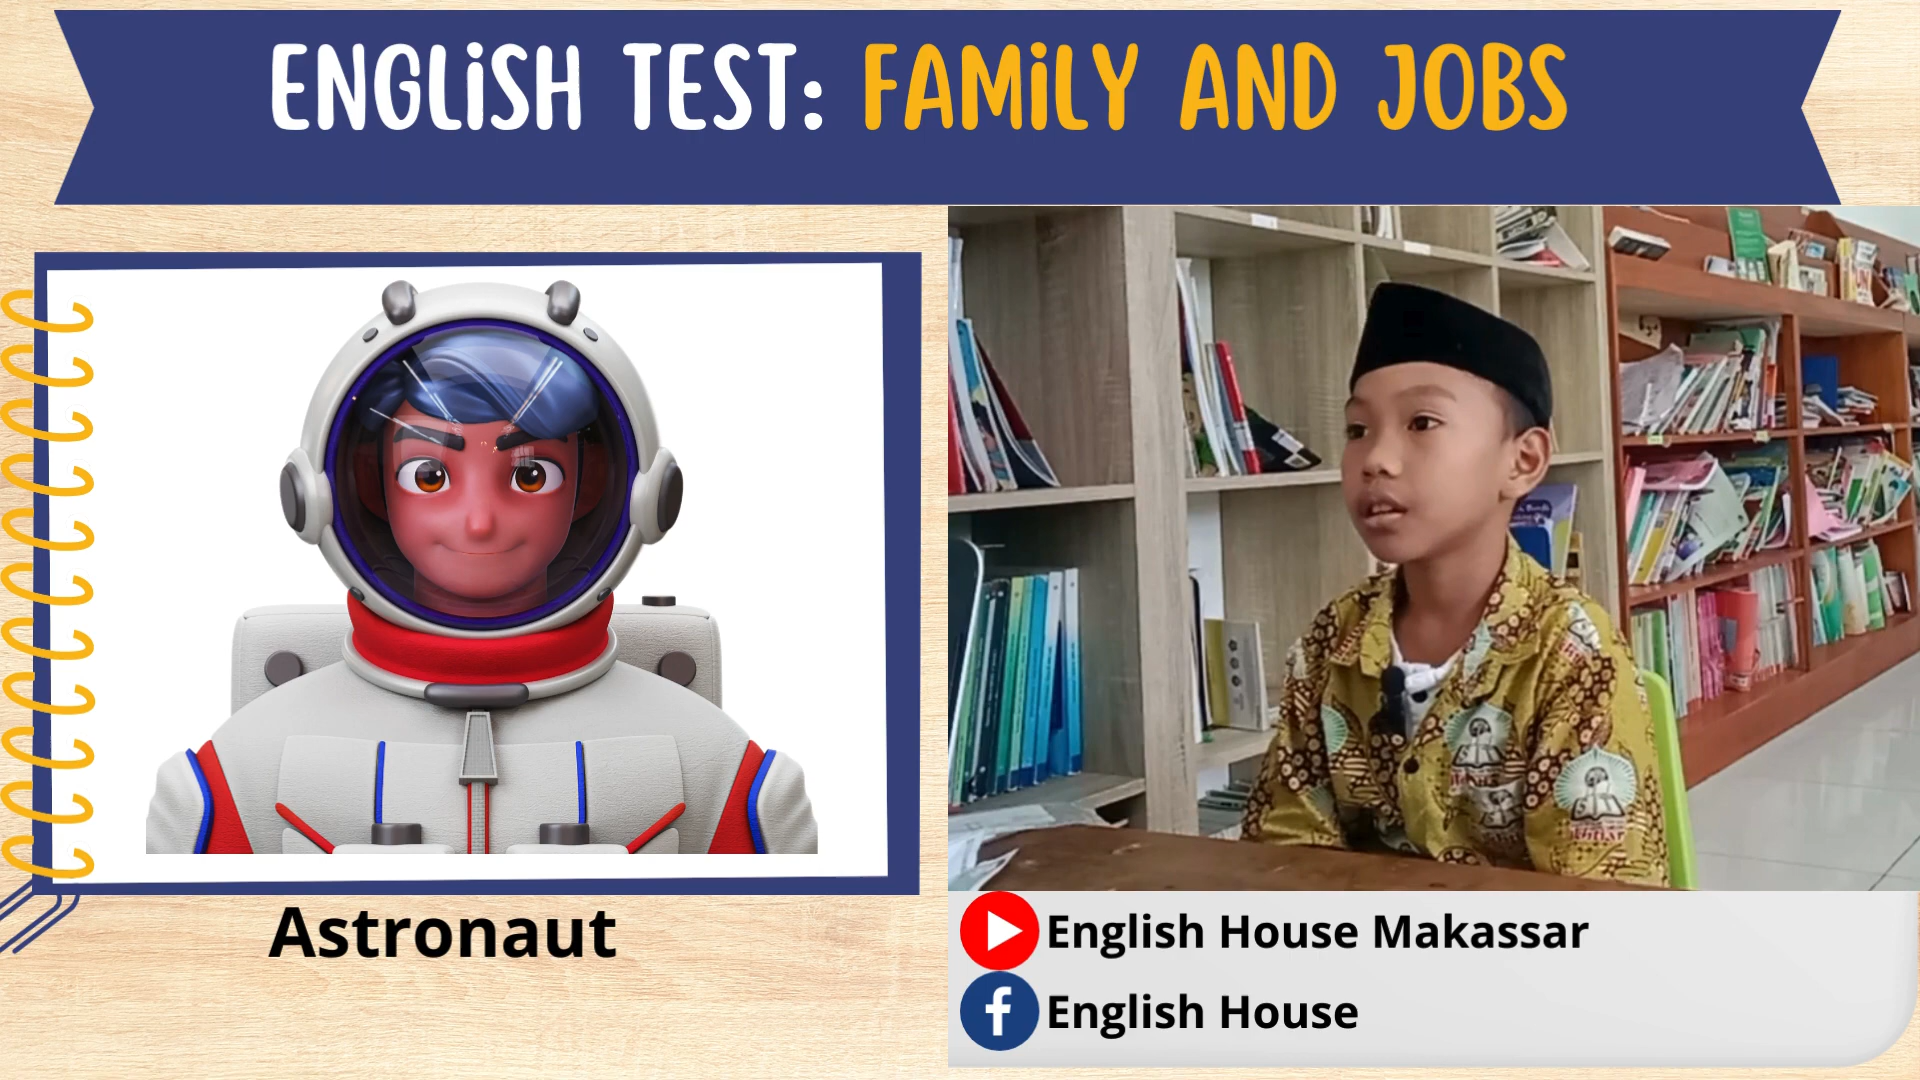 ENGLiSH TEST: FAMiLY AND JOBS
Astronaut
English House Makassar
English House